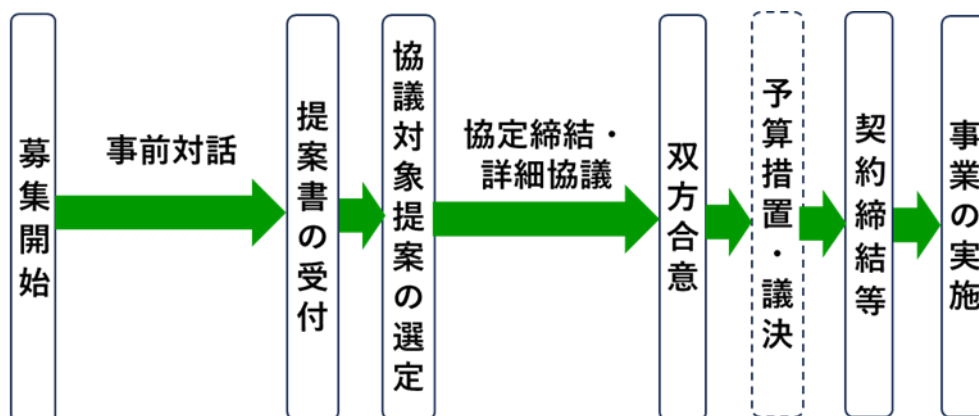 募集開始
事前対話
提案書の受付
協議対象提案の選定
協定締結・
詳細協議
双方合意
予算措置・議決
契約締結等
事業の実施